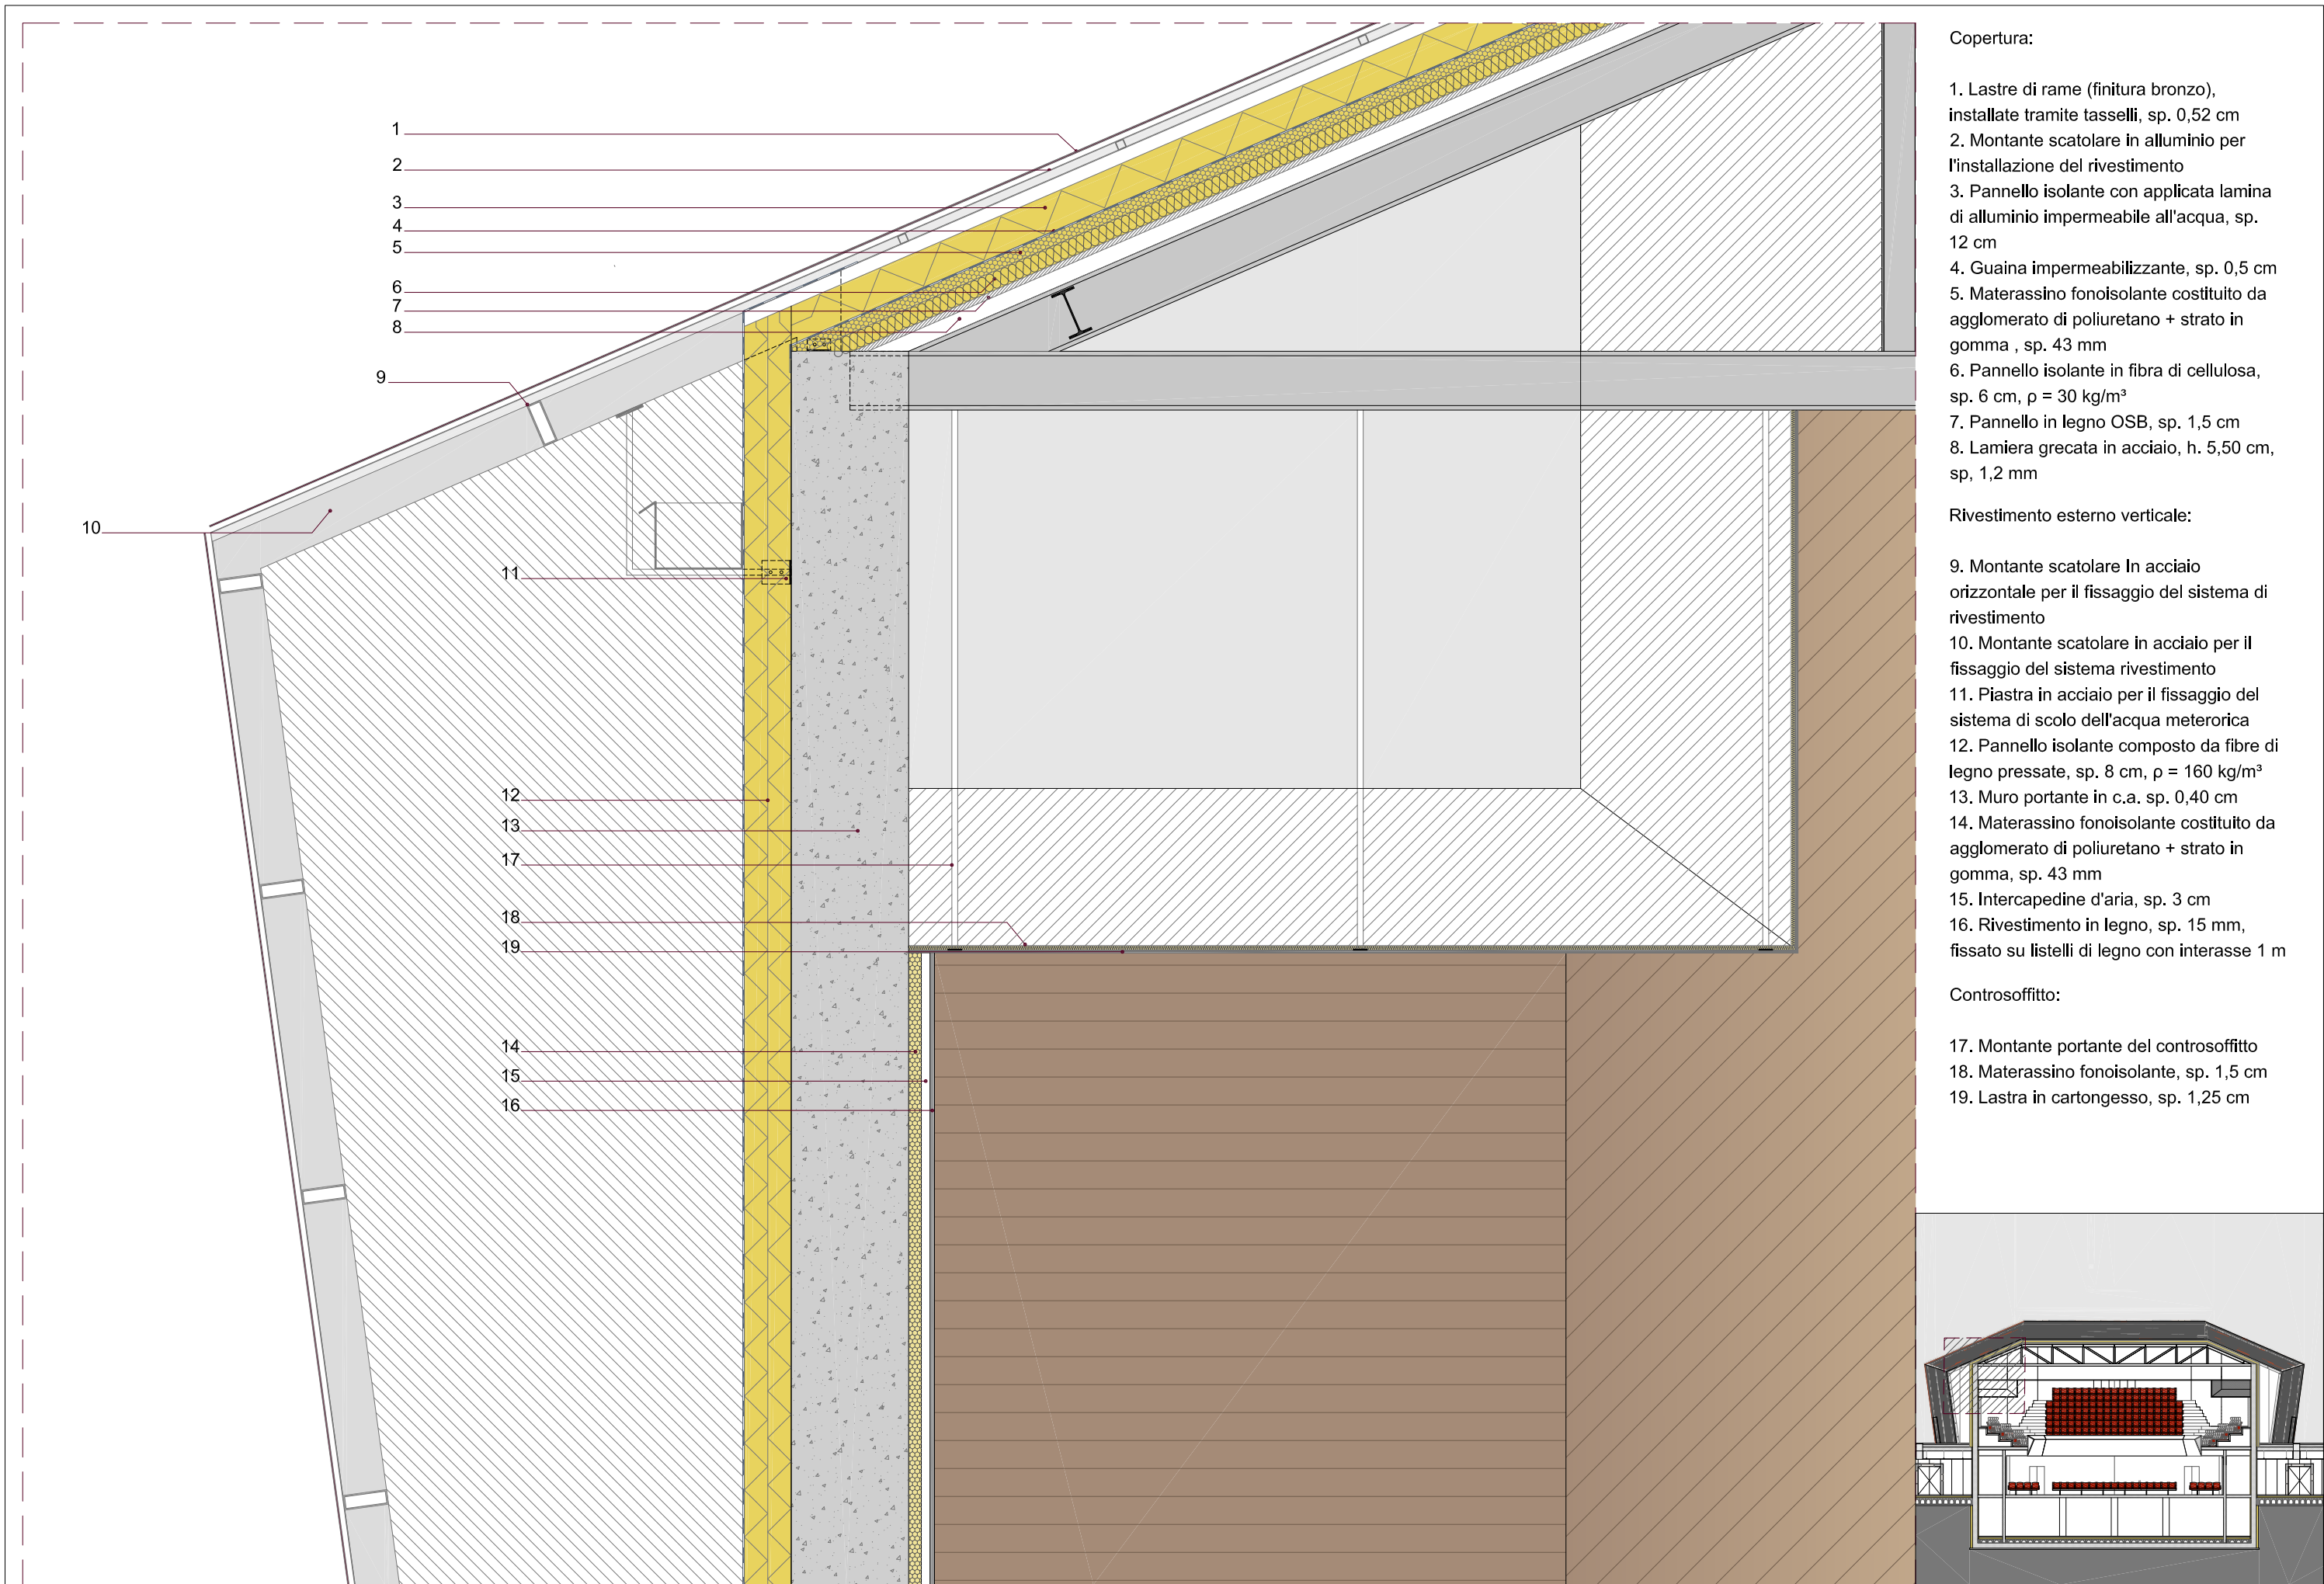 1
2
3
4
5
6
7
8
9
10
11
12
13
17
18
19
14
15
16
Copertura:
1. Lastre di rame (finitura bronzo),
installate tramite tasselli, sp. 0,52 cm
2. Montante scatolare in alluminio per
l'installazione del rivestimento
3. Pannello isolante con applicata lamina
di alluminio impermeabile all'acqua, sp.
12 cm
4. Guaina impermeabilizzante, sp. 0,5 cm
5. Materassino fonoisolante costituito da
agglomerato di poliuretano + strato in
gomma , sp. 43 mm
6. Pannello isolante in fibra di cellulosa,
sp. 6 cm, ρ = 30 kg/m³
7. Pannello in legno OSB, sp. 1,5 cm
8. Lamiera grecata in acciaio, h. 5,50 cm,
sp, 1,2 mm
Rivestimento esterno verticale:
9. Montante scatolare In acciaio
orizzontale per il fissaggio del sistema di
rivestimento
10. Montante scatolare in acciaio per il
fissaggio del sistema rivestimento
11. Piastra in acciaio per il fissaggio del
sistema di scolo dell'acqua meterorica
12. Pannello isolante composto da fibre di
legno pressate, sp. 8 cm, ρ = 160 kg/m³
13. Muro portante in c.a. sp. 0,40 cm
14. Materassino fonoisolante costituito da
agglomerato di poliuretano + strato in
gomma, sp. 43 mm
15. Intercapedine d'aria, sp. 3 cm
16. Rivestimento in legno, sp. 15 mm,
fissato su listelli di legno con interasse 1 m
Controsoffitto:
17. Montante portante del controsoffitto
18. Materassino fonoisolante, sp. 1,5 cm
19. Lastra in cartongesso, sp. 1,25 cm